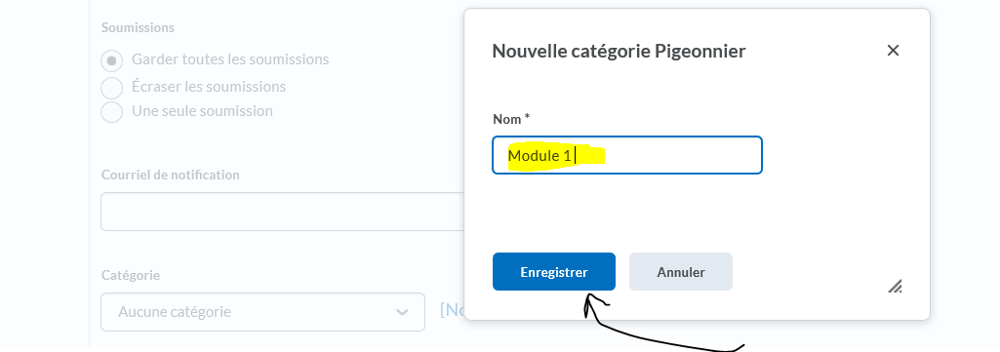 Soumissions
Garder toutes les soumissions
Écraser les soumissions
Une seule soumission
Courriel de notification
Catégorie
Aucune catégorie
Nouvelle catégorie Pigeonnier
Nom *
Module 1
Enregistrer
Annuler